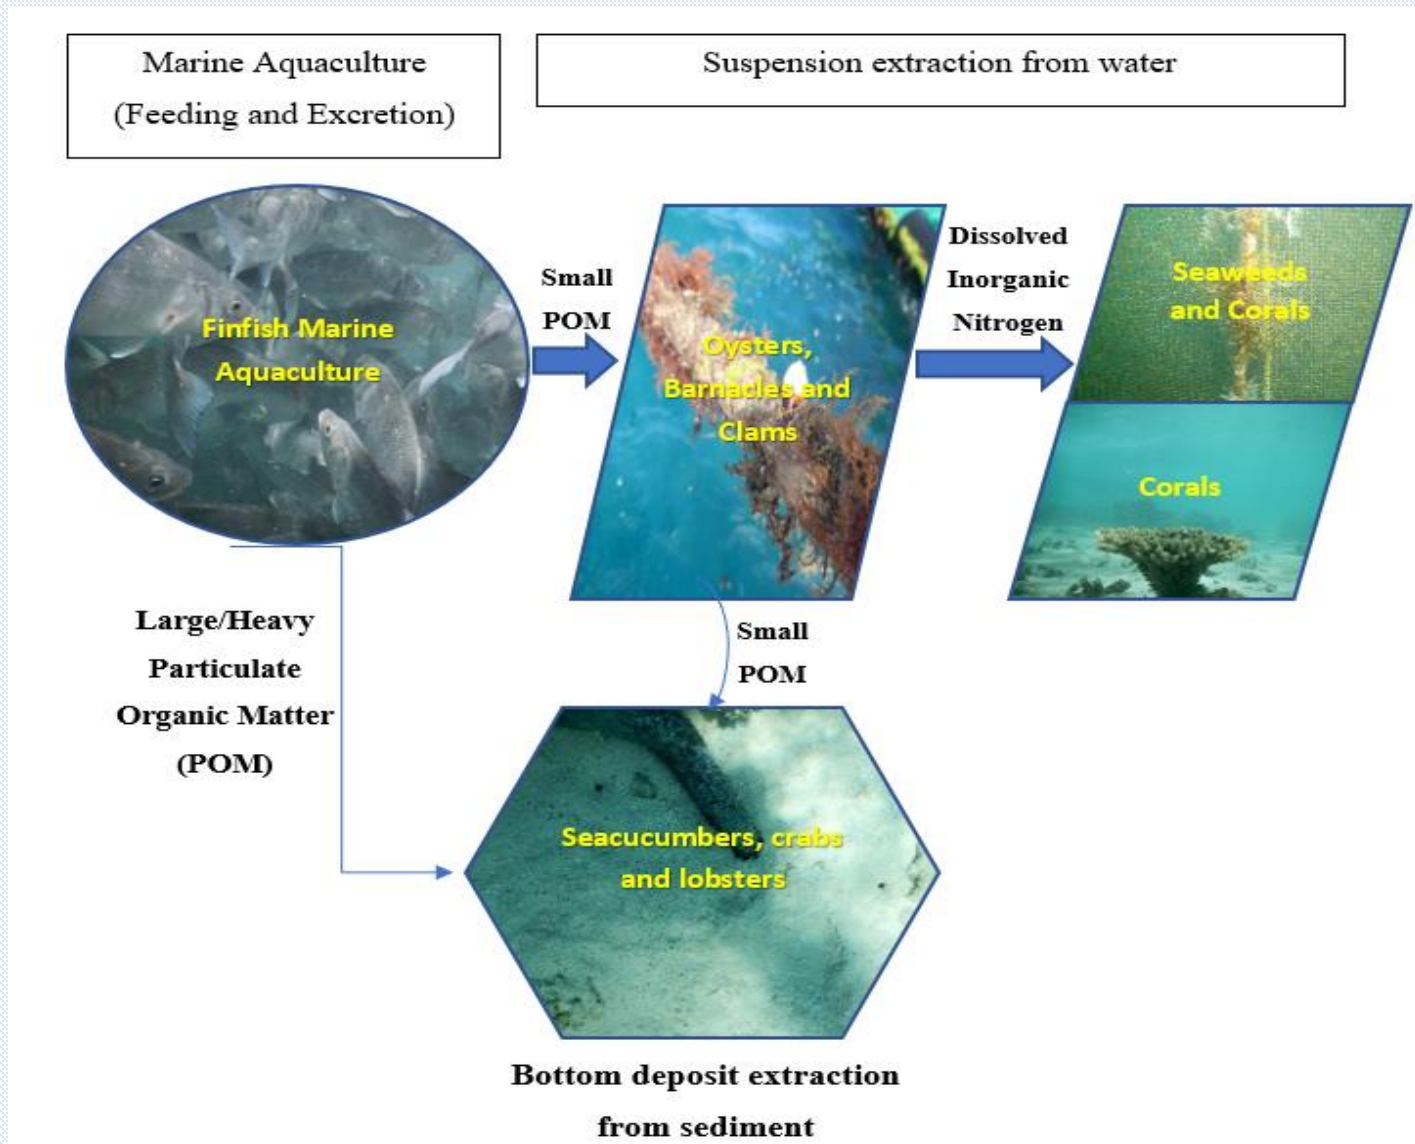 Marine Aquaculture
(Feeding and Excretion)
Suspension extraction from water
Finfish Marine
Aquaculture
Small
POM
Oysters,
Barnacles and
Clams
Dissolved
Inorganic
Nitrogen
Seaweeds
and Corals
Corals
Large/Heavy
Particulate
Organic Matter
(POM)
Small
POM
Seacucumbers, crabs
and lobsters
Bottom deposit extraction
from sediment